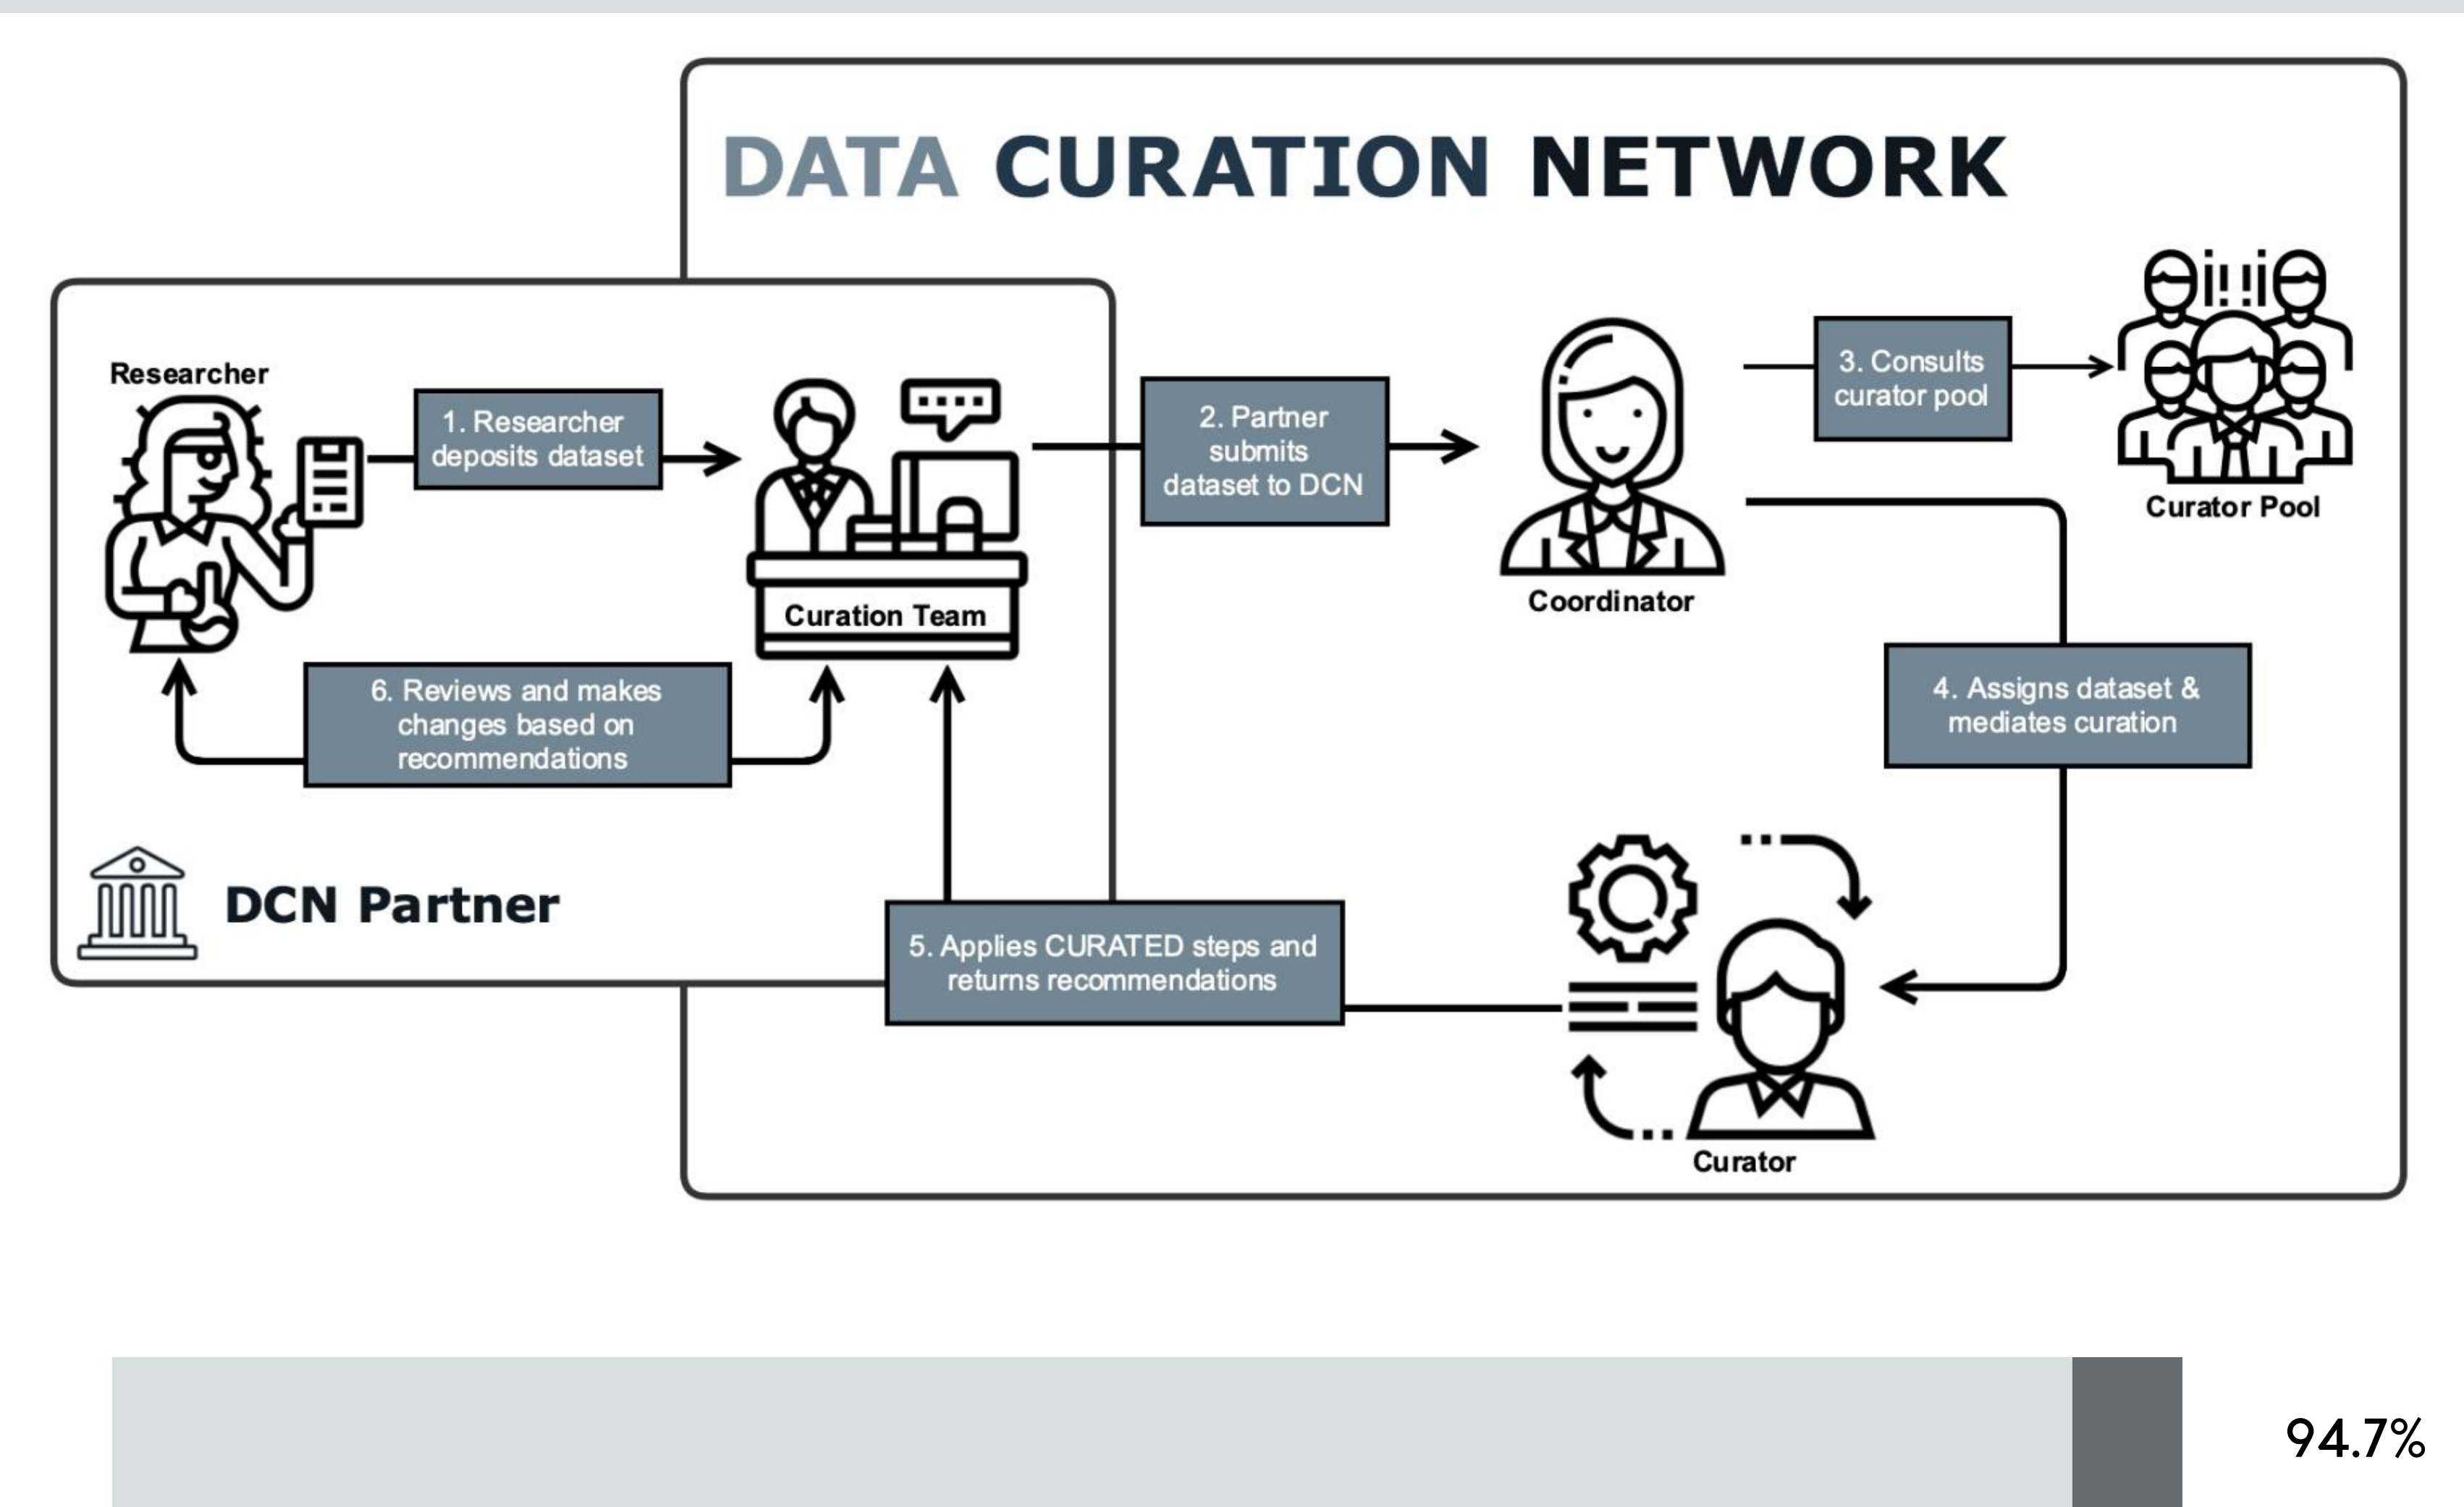 DATA CURATION NETWORK
Researcher
1. Researcher
deposits dataset
Curation Team
2. Partner
submits
dataset to DCN
Coordinator
3. Consults
curator pool
Curator Pool
4. Assigns dataset &
mediates curation
Curator
5. Applies CURATED steps and
returns recommendations
6. Reviews and makes
changes based on
recommendations
DCN Partner
94.7%